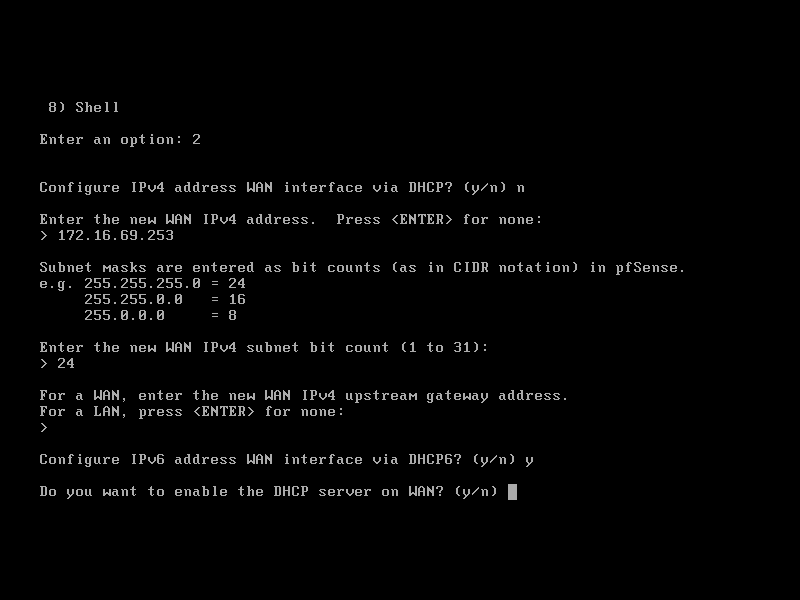 8) Shell
Enter an option: 2
Configure IPv4 address WAN interface via DHCP? (y/n) n
Enter the new WAN IPv4 address.  Press <ENTER> for none:
> 172.16.69.253
Subnet masks are entered as bit counts (as in CIDR notation) in pfSense.
e.g. 255.255.255.0 = 24
     255.255.0.0   = 16
     255.0.0.0     = 8
Enter the new WAN IPv4 subnet bit count (1 to 31):
> 24
For a WAN, enter the new WAN IPv4 upstream gateway address.
For a LAN, press <ENTER> for none:
>
Configure IPv6 address WAN interface via DHCP6? (y/n) y
Do you want to enable the DHCP server on WAN? (y/n)